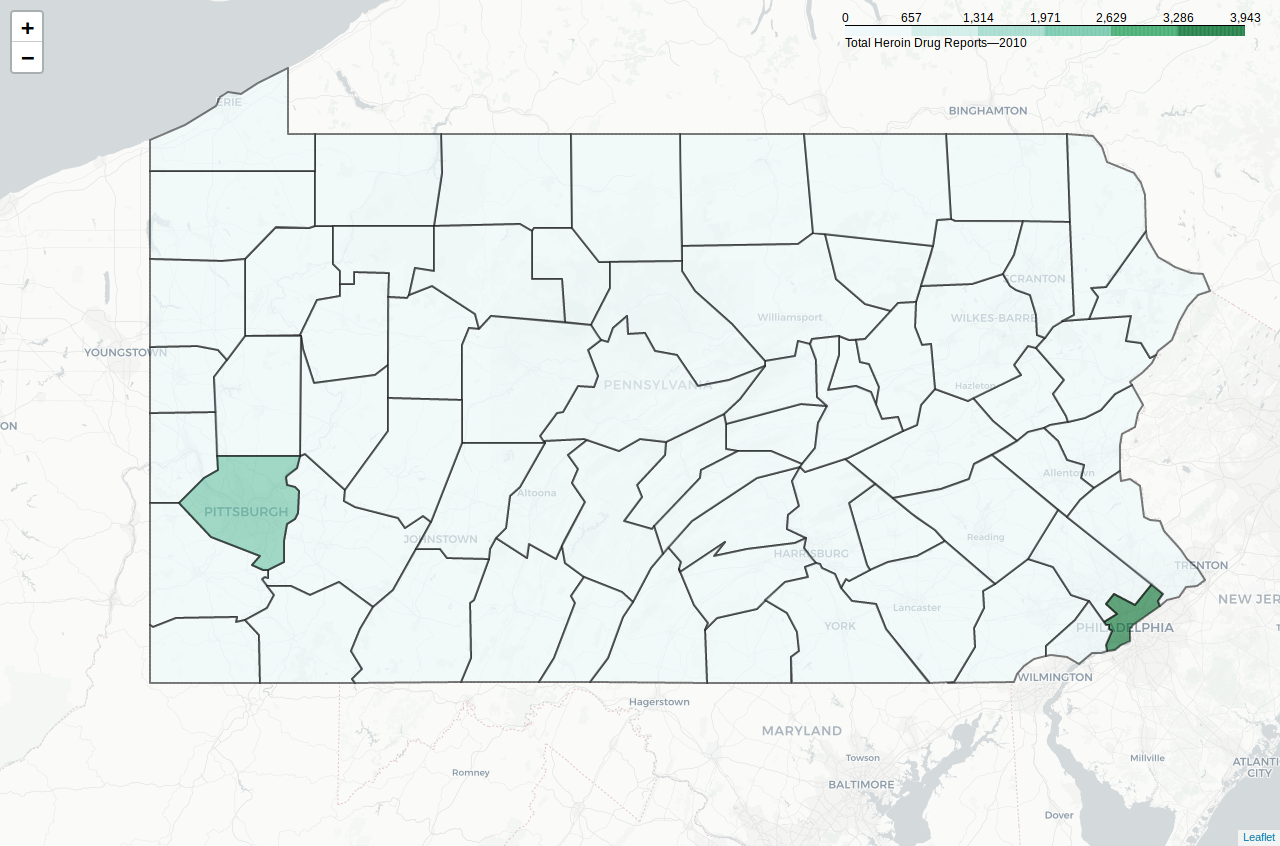 +
−
0 657 1,314 1,971 2,629 3,286 3,943
Total Heroin Drug Reports—2010
ERIE
BINGHAMTON
SCRANTON
Williamsport
WILKES-BARRE
YOUNGSTOWN
PENNSYLVANIA
Hazleton
ON
Allentown
Altoona
PITTSBURGH
JOHNSTOWN
Reading
HARRISBURG
TRENTON
NEW JER
Lancaster
YORK
PHILADELPHIA
WILMINGTON
Hagerstown
MARYLAND
Towson
Millville
ATLANTI
CITY
Romney
BALTIMORE
Dover
Leaflet